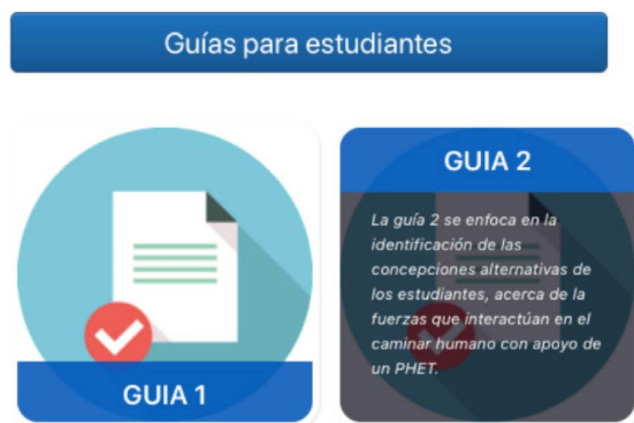 Guías para estudiantes
GUIA 1
GUIA 2
La guía 2 se enfoca en la
identificación de las
concepciones alternativas de
los estudiantes, acerca de la
fuerzas que interactúan en el
caminar humano con apoyo de
un PHET.